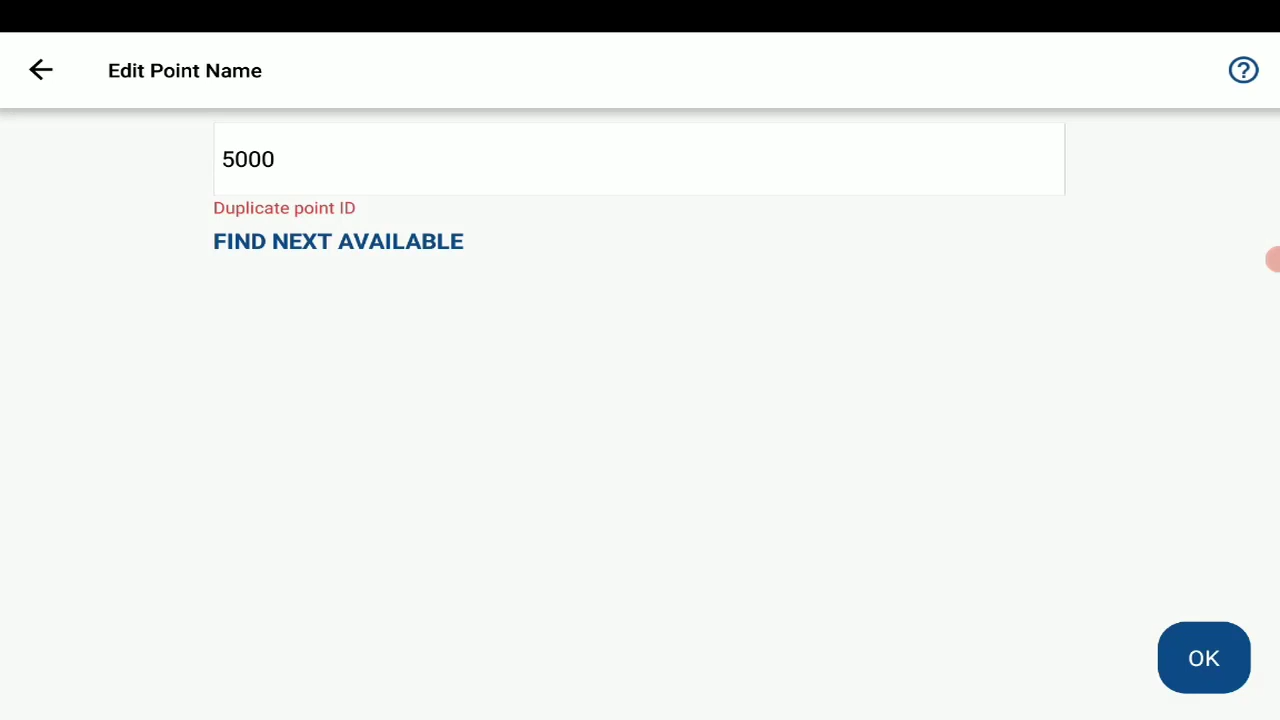 Edit Point Name
?
5000
Duplicate point ID
FIND NEXT AVAILABLE
OK